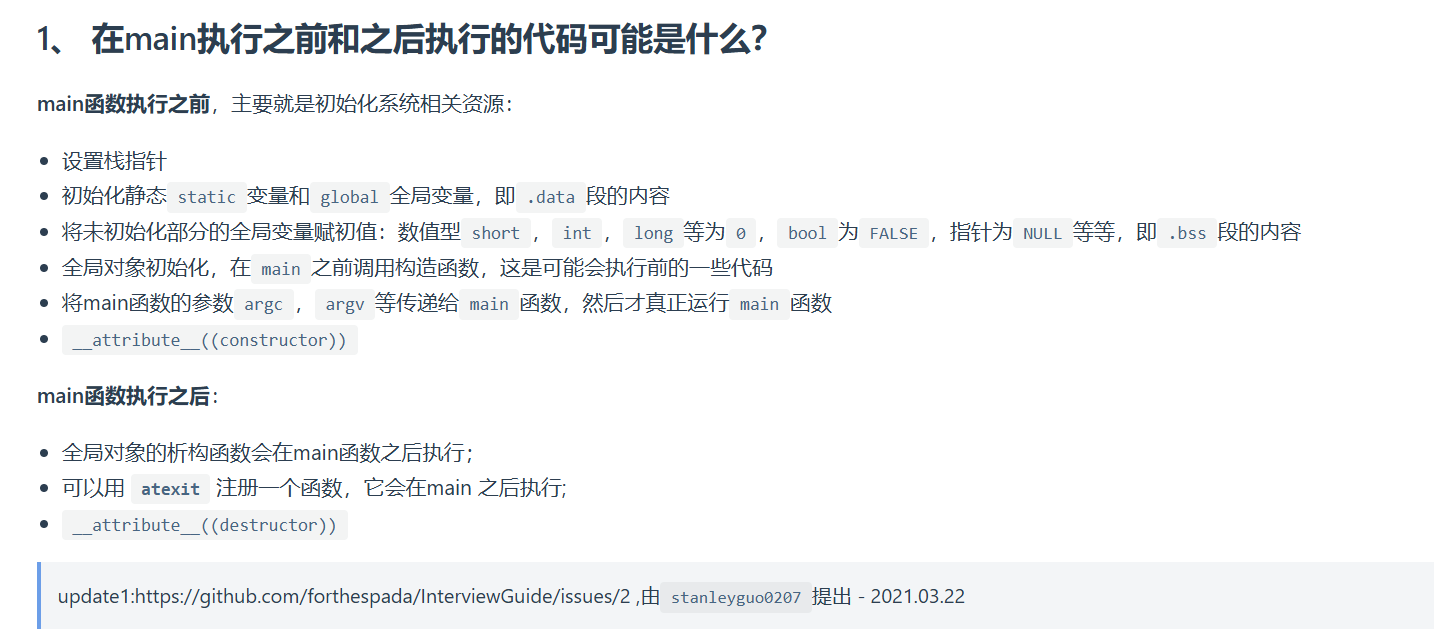 1、 在main执行之前和之后执行的代码可能是什么？
main函数执行之前，主要就是初始化系统相关资源：
设置栈指针
初始化静态 static 变量和 global 全局变量，即 .data 段的内容
将未初始化部分的全局变量赋初值：数值型 short ， int ， long 等为 0 ， bool 为 FALSE ，指针为 NULL 等等，即 .bss 段的内容
全局对象初始化，在 main 之前调用构造函数，这是可能会执行前的一些代码
将main函数的参数 argc ， argv 等传递给 main 函数，然后才真正运行 main 函数
__attribute__((constructor))
main函数执行之后：
全局对象的析构函数会在main函数之后执行；
可以用 atexit 注册一个函数，它会在main 之后执行;
__attribute__((destructor))
update1:https://github.com/forthespada/InterviewGuide/issues/2 ,由 stanleyguo0207 提出 - 2021.03.22